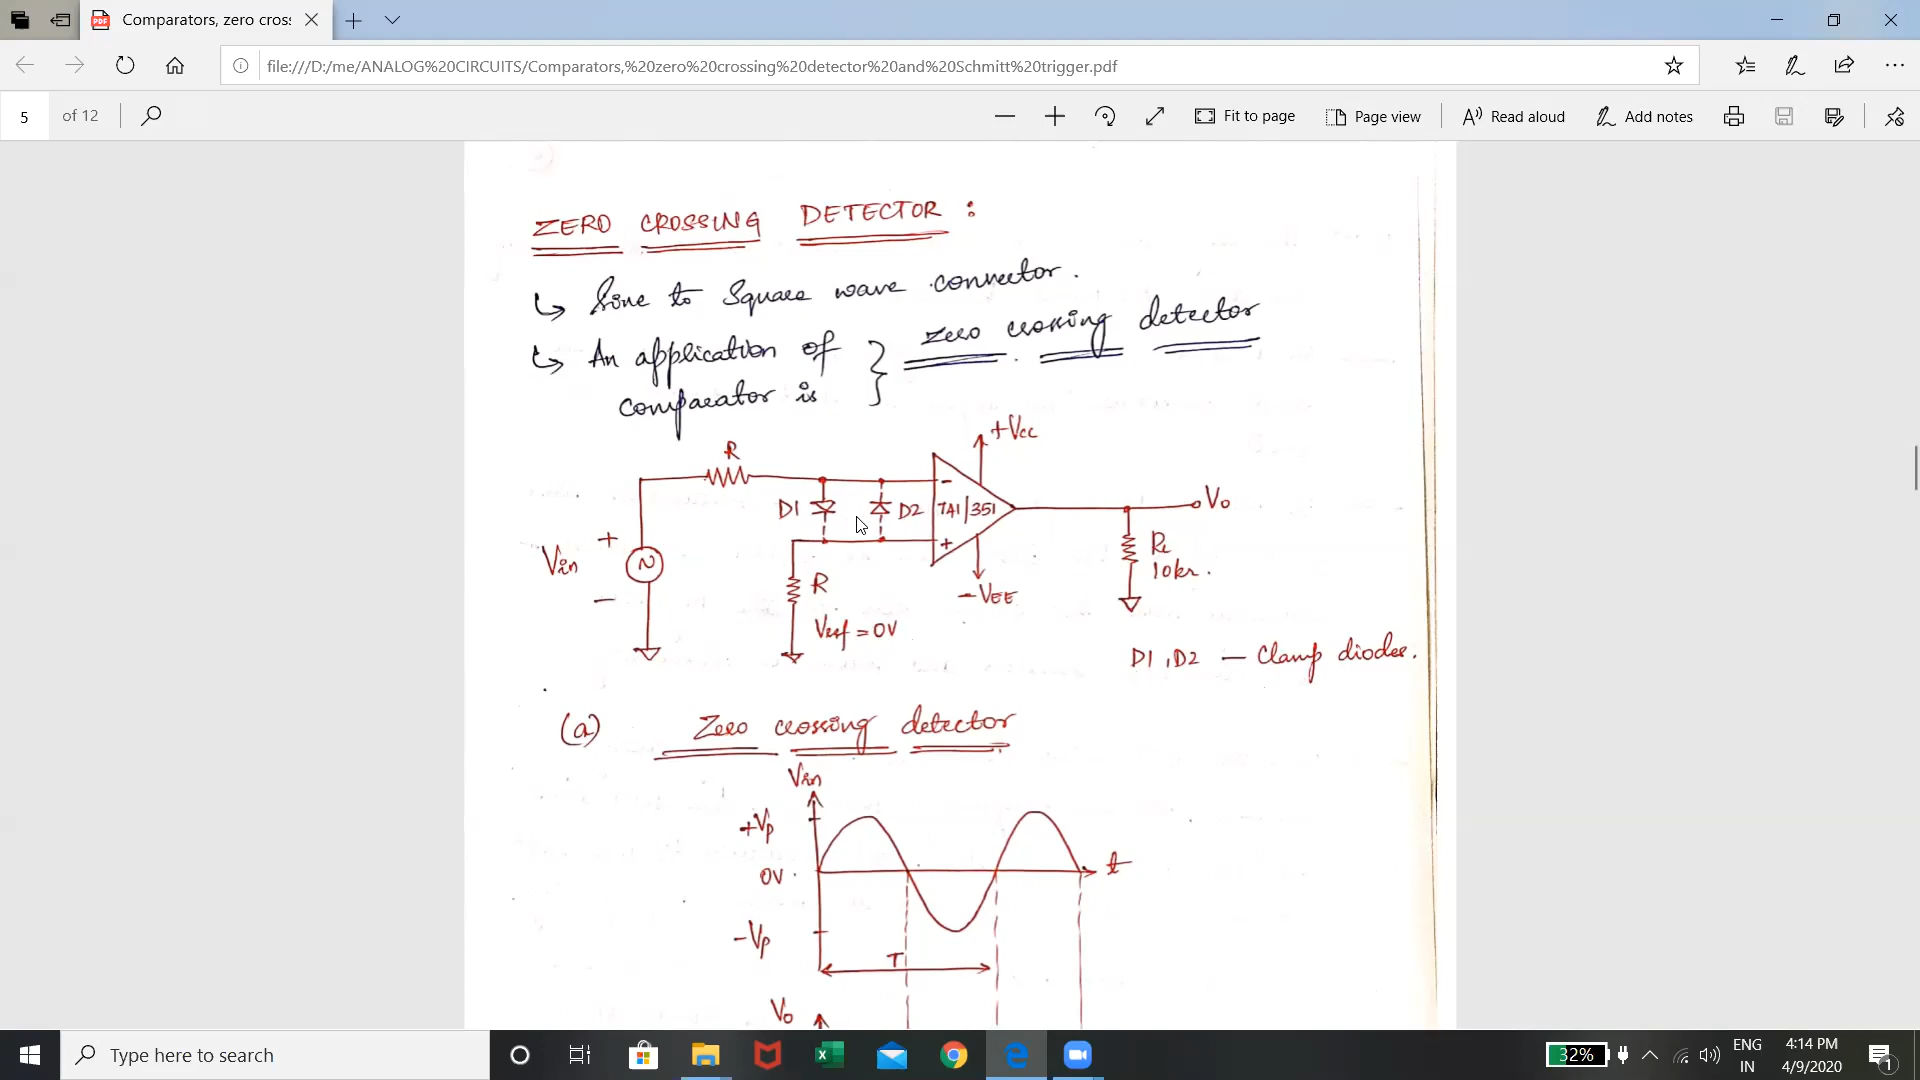 Comparators, zero cross
file:///D:/me/ANALOG%20CIRCUITS/Comparators,%20zero%20crossing%20detector%20and%20Schmitt%20trigger.pdf
5 of 12
Fit to page
Page view
Read aloud
Add notes
ZERO CROSSING DETECTOR :
↳ Sine to Square wave converter.
↳ An application of } zero crossing detector
comparator is
+Vcc
R
-
D1
D2
741/351
Vo
+
Vin
+
~
-
R
Vref = 0V
-VEE
RL
10kΩ.
D1, D2 — Clamp diodes.
(a) Zero crossing detector
Vin
+Vp
0V
t
-Vp
T
Vo
Type here to search
32%
ENG
IN
4:14 PM
4/9/2020
1